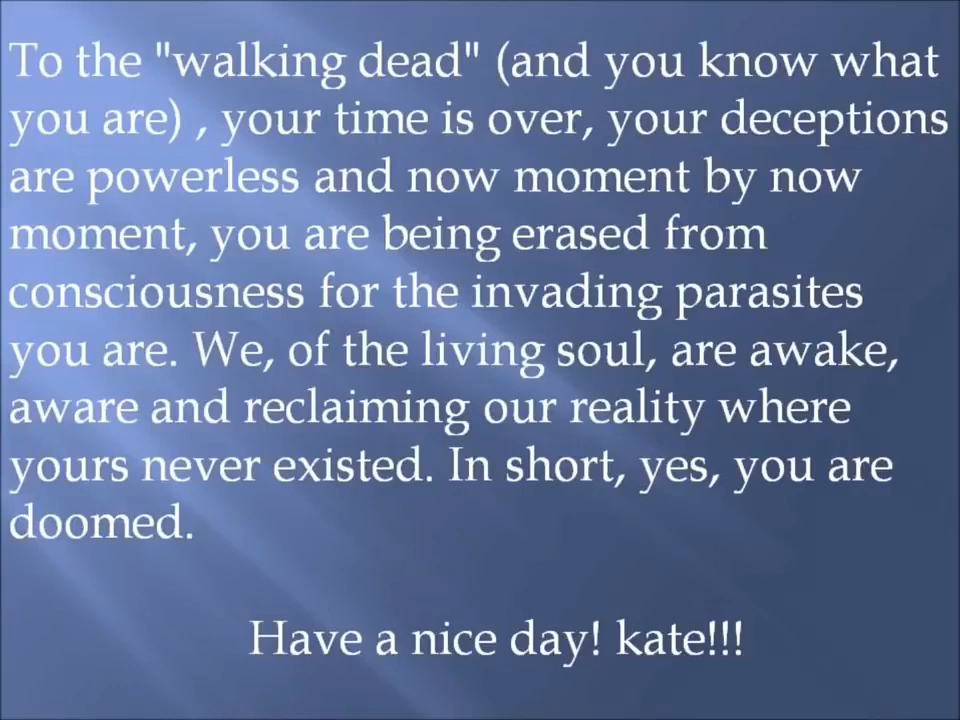 To the "walking dead" (and you know what
you are) , your time is over, your deceptions
are powerless and now moment by now
moment, you are being erased from
consciousness for the invading parasites
you are. We, of the living soul, are awake,
aware and reclaiming our reality where
yours never existed. In short, yes, you are
doomed.
Have a nice day! kate!!!